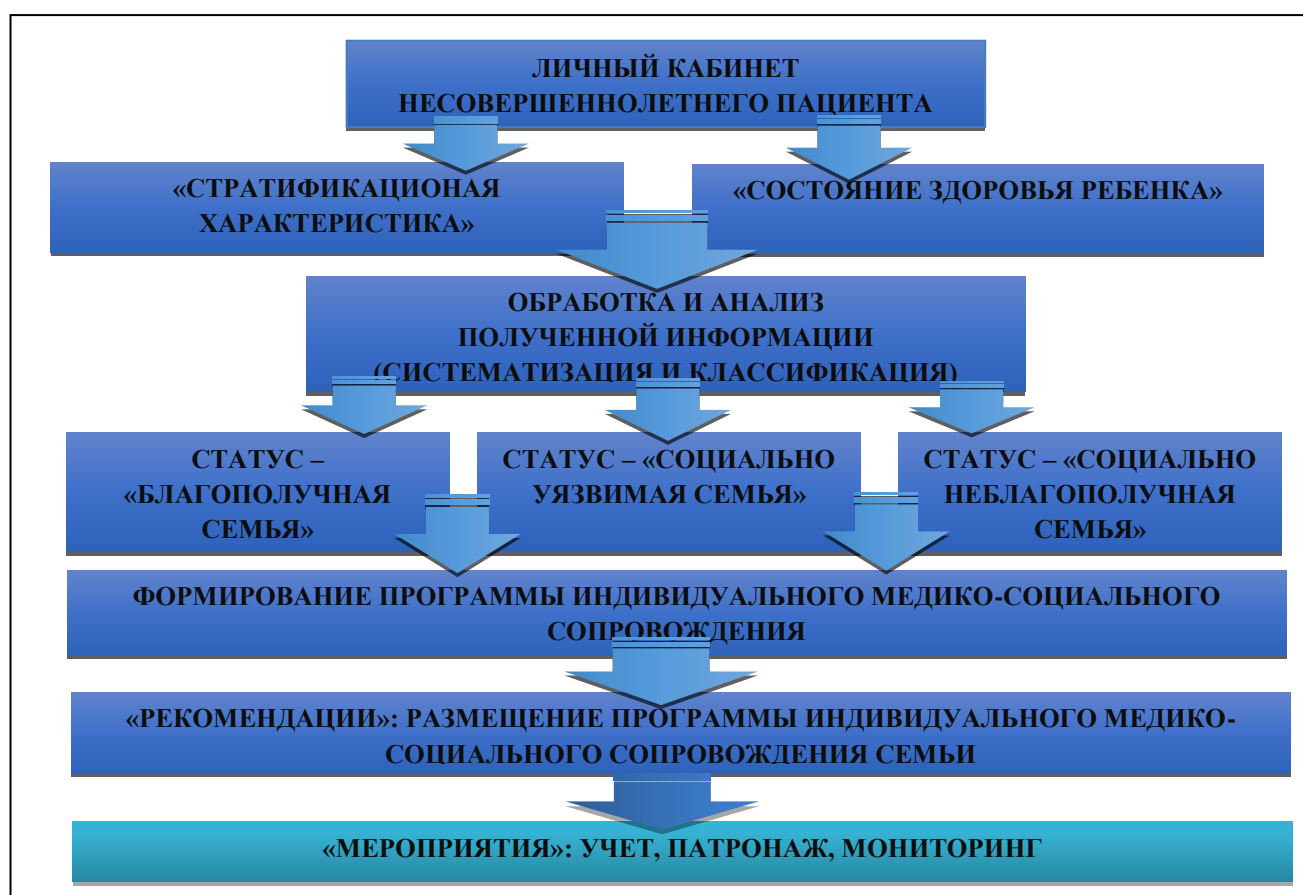 ЛИЧНЫЙ КАБИНЕТ
НЕСОВЕРШЕННОЛЕТНЕГО ПАЦИЕНТА
«СТРАТИФИКАЦИОНАЯ
ХАРАКТЕРИСТИКА»
«СОСТОЯНИЕ ЗДОРОВЬЯ РЕБЕНКА»
ОБРАБОТКА И АНАЛИЗ
ПОЛУЧЕННОЙ ИНФОРМАЦИИ
(СИСТЕМАТИЗАЦИЯ И КЛАССИФИКАЦИЯ)
СТАТУС –
«БЛАГОПОЛУЧНАЯ
СЕМЬЯ»
СТАТУС – «СОЦИАЛЬНО
УЯЗВИМАЯ СЕМЬЯ»
СТАТУС – «СОЦИАЛЬНО
НЕБЛАГОПОЛУЧНАЯ
СЕМЬЯ»
ФОРМИРОВАНИЕ ПРОГРАММЫ ИНДИВИДУАЛЬНОГО МЕДИКО-СОЦИАЛЬНОГО
СОПРОВОЖДЕНИЯ
«РЕКОМЕНДАЦИИ»: РАЗМЕЩЕНИЕ ПРОГРАММЫ ИНДИВИДУАЛЬНОГО МЕДИКО-
СОЦИАЛЬНОГО СОПРОВОЖДЕНИЯ СЕМЬИ
«МЕРОПРИЯТИЯ»: УЧЕТ, ПАТРОНАЖ, МОНИТОРИНГ